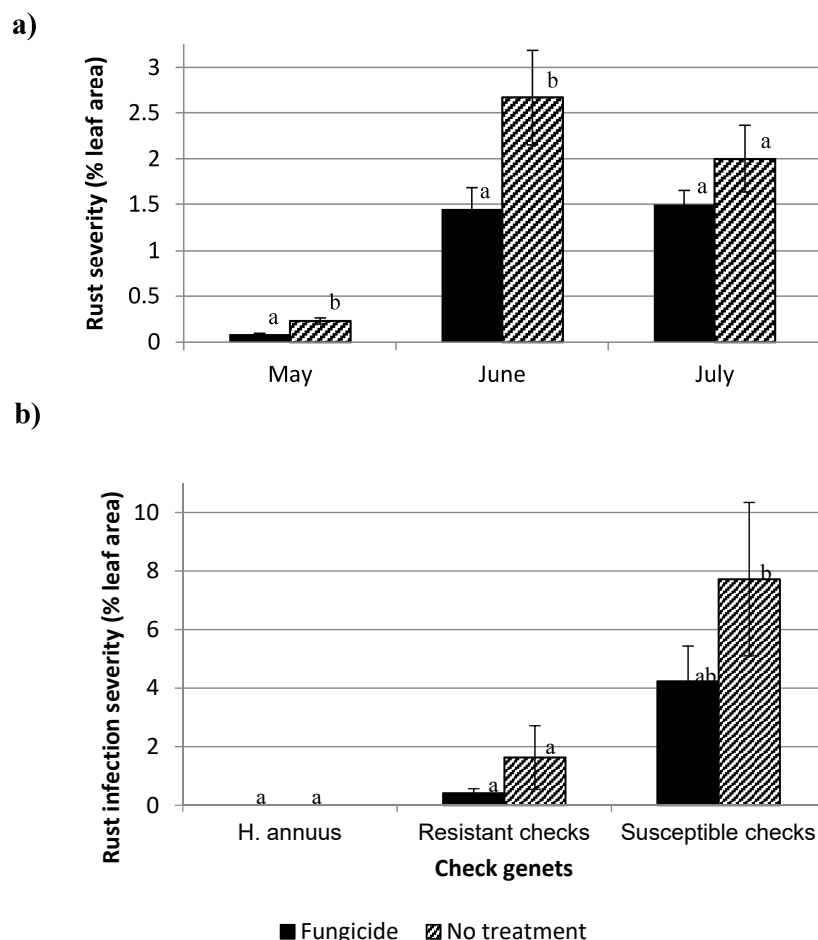 a)
Rust severity (% leaf area)
3
2.5
2
1.5
1
0.5
0
a b
a b
a a
May June July
b)
Rust infection severity (% leaf area)
10
8
6
4
2
0
a a
a a
ab b
H. annuus Resistant checks Susceptible checks
Check genets
Fungicide No treatment